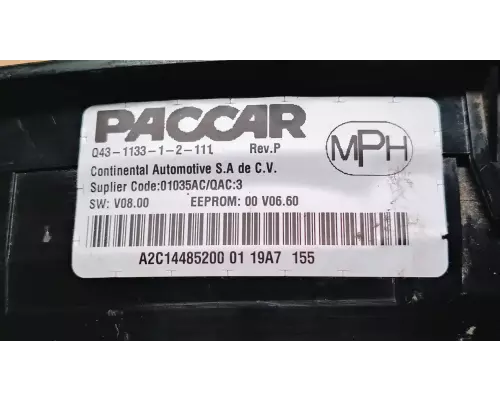 PACCAR
Q43-1133-1-2-111 Rev.P
MPH
Continental Automotive S.A de C.V.
Suplier Code:01035AC/QAC:3
SW: V08.00 EEPROM: 00 V06.60
A2C14485200 01 19A7 155